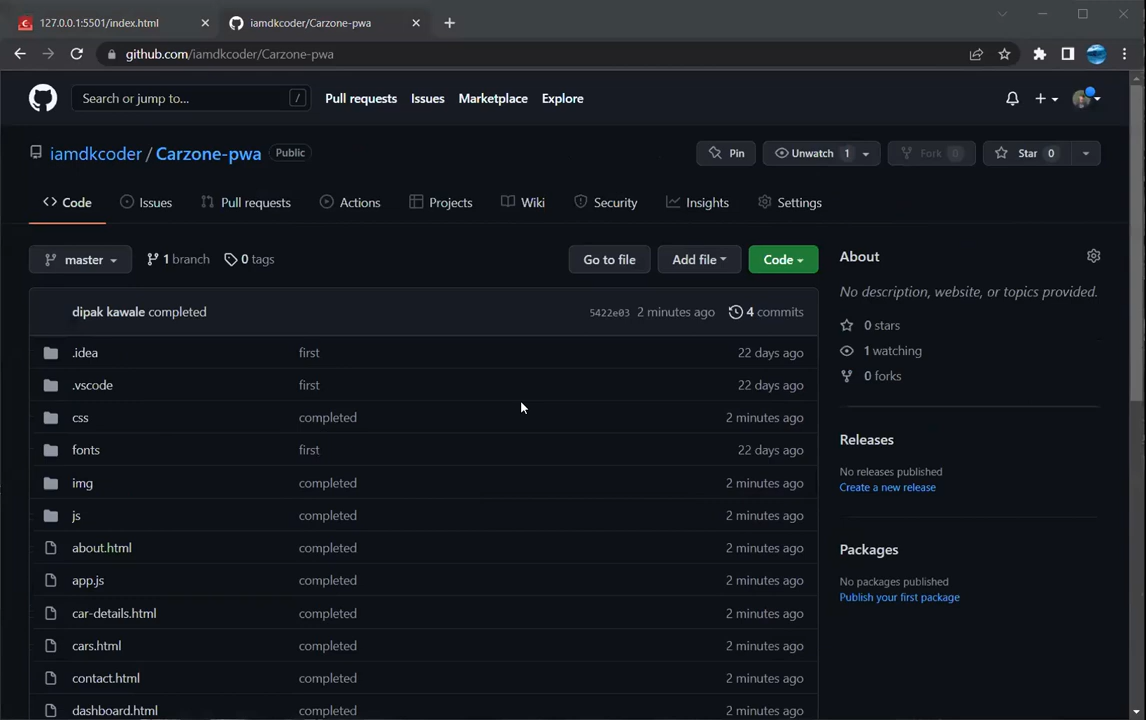 127.0.0.1:5501/index.html iamdkcoder/Carzone-pwa
github.com/iamdkcoder/Carzone-pwa
Search or jump to... / Pull requests Issues Marketplace Explore
iamdkcoder / Carzone-pwa Public Pin Unwatch 1 Fork 0 Star 0
Code Issues Pull requests Actions Projects Wiki Security Insights Settings
master 1 branch 0 tags Go to file Add file Code
About
No description, website, or topics provided.
dipak kawale completed 5422e03 2 minutes ago 4 commits
0 stars
1 watching
0 forks
.idea first 22 days ago
.vscode first 22 days ago
css completed 2 minutes ago
fonts first 22 days ago
img completed 2 minutes ago
js completed 2 minutes ago
about.html completed 2 minutes ago
app.js completed 2 minutes ago
car-details.html completed 2 minutes ago
cars.html completed 2 minutes ago
contact.html completed 2 minutes ago
dashboard.html completed 2 minutes ago
Releases
No releases published
Create a new release
Packages
No packages published
Publish your first package